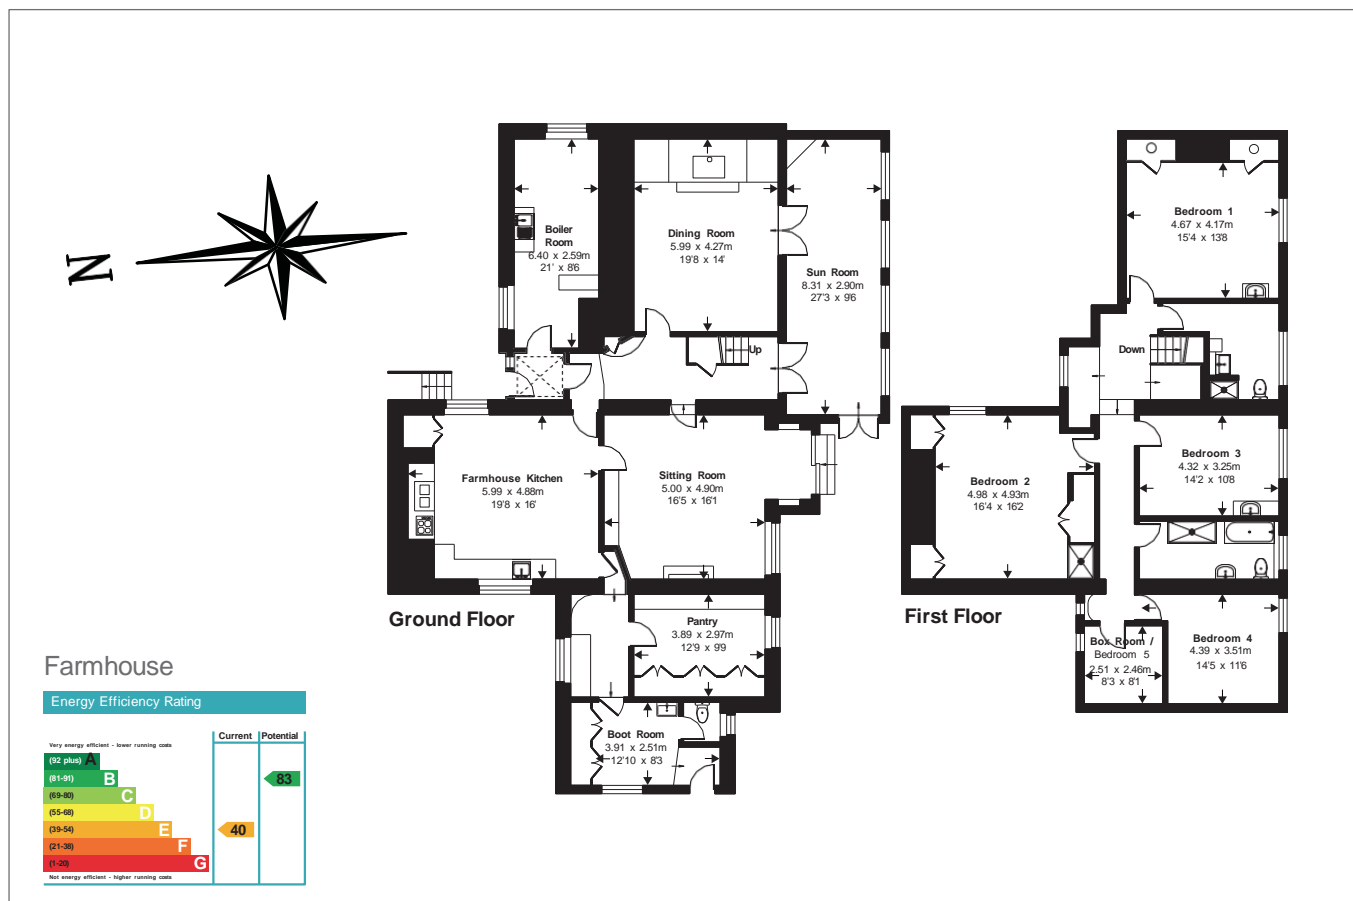 N
Boiler
Room
6.40 x 2.59m
21' x 8'6
Dining Room
5.99 x 4.27m
19'8 x 14'
Sun Room
8.31 x 2.90m
27'3 x 9'6
Up
Farmhouse Kitchen
5.99 x 4.88m
19'8 x 16'
Sitting Room
5.00 x 4.90m
16'5 x 16'1
Pantry
3.89 x 2.97m
12'9 x 9'9
Boot Room
3.91 x 2.51m
12'10 x 8'3
Ground Floor
Bedroom 1
4.67 x 4.17m
15'4 x 13'8
Down
Bedroom 2
4.98 x 4.93m
16'4 x 16'2
Bedroom 3
4.32 x 3.25m
14'2 x 10'8
Box Room /
Bedroom 5
2.51 x 2.46m
8'3 x 8'1
Bedroom 4
4.39 x 3.51m
14'5 x 11'6
First Floor
Farmhouse
Energy Efficiency Rating
Current Potential
Very energy efficient - lower running costs
(92 plus) A
(81-91) B 83
(69-80) C
(55-68) D
(39-54) E 40
(21-38) F
(1-20) G
Not energy efficient - higher running costs